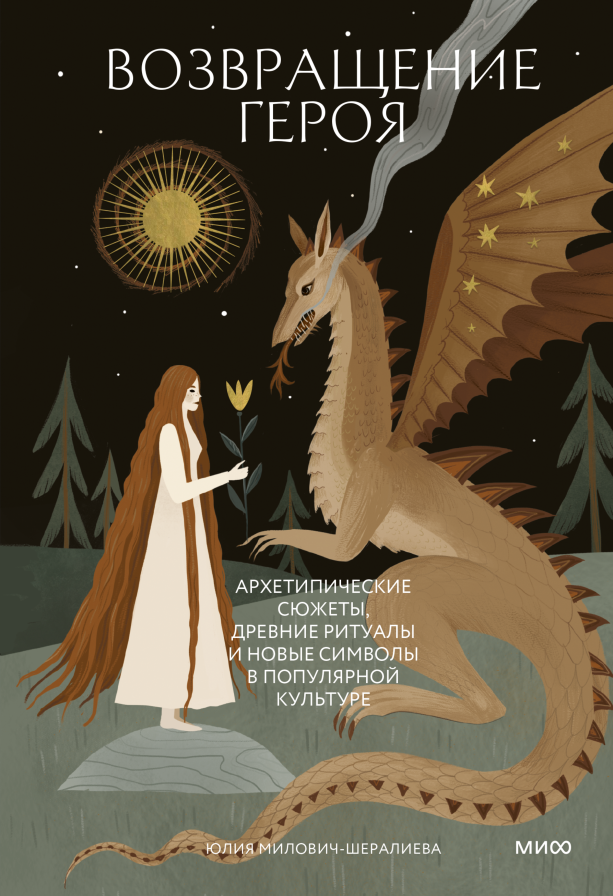 ВОЗВРАЩЕНИЕ
ГЕРОЯ
АРХЕТИПИЧЕСКИЕ
СЮЖЕТЫ,
ДРЕВНИЕ РИТУАЛЫ
И НОВЫЕ СИМВОЛЫ
В ПОПУЛЯРНОЙ
КУЛЬТУРЕ
ЮЛИЯ МИЛОВИЧ-ШЕРАЛИЕВА
МИФ